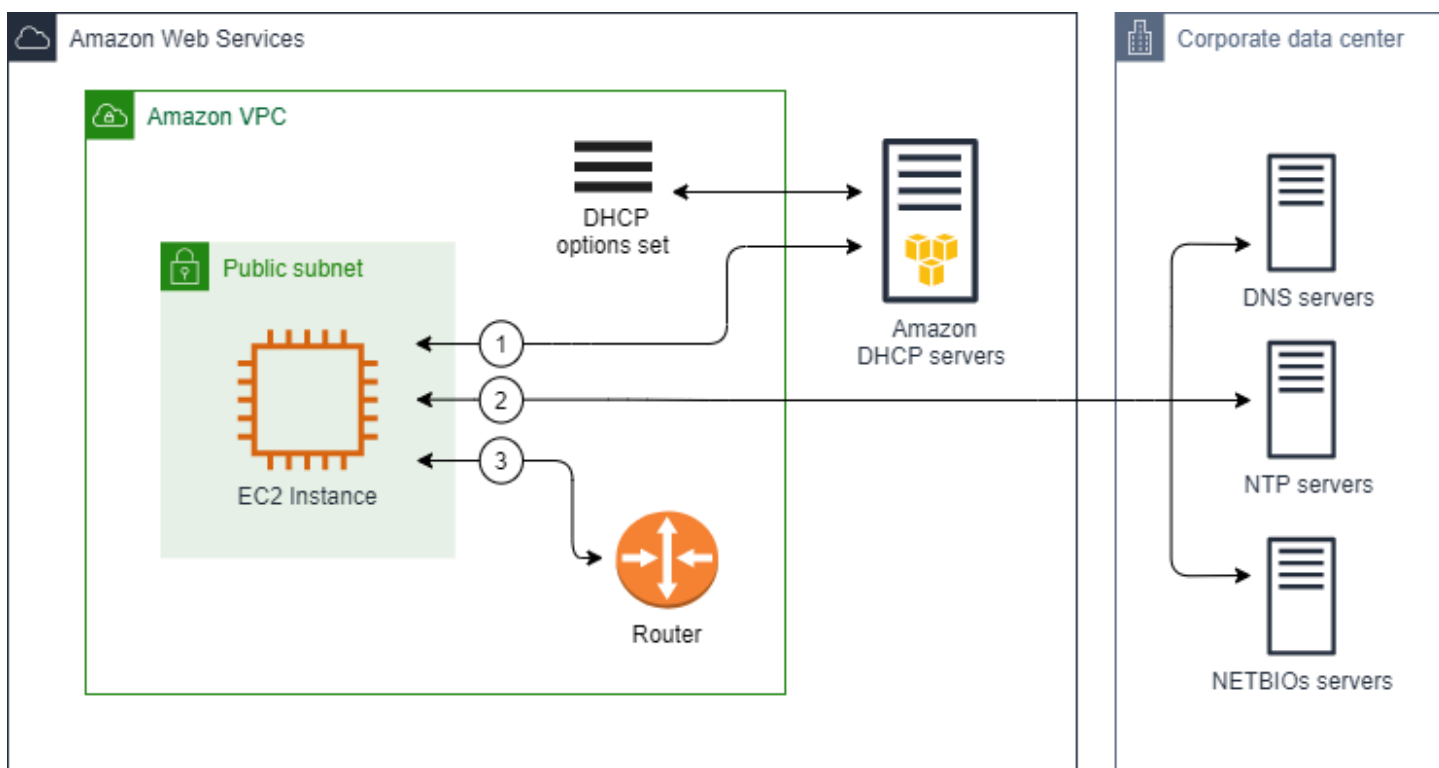 Amazon Web Services
Corporate data center
Amazon VPC
DHCP
options set
Public subnet
Amazon
DHCP servers
DNS servers
1
2
3
EC2 Instance
NTP servers
Router
NETBIOs servers